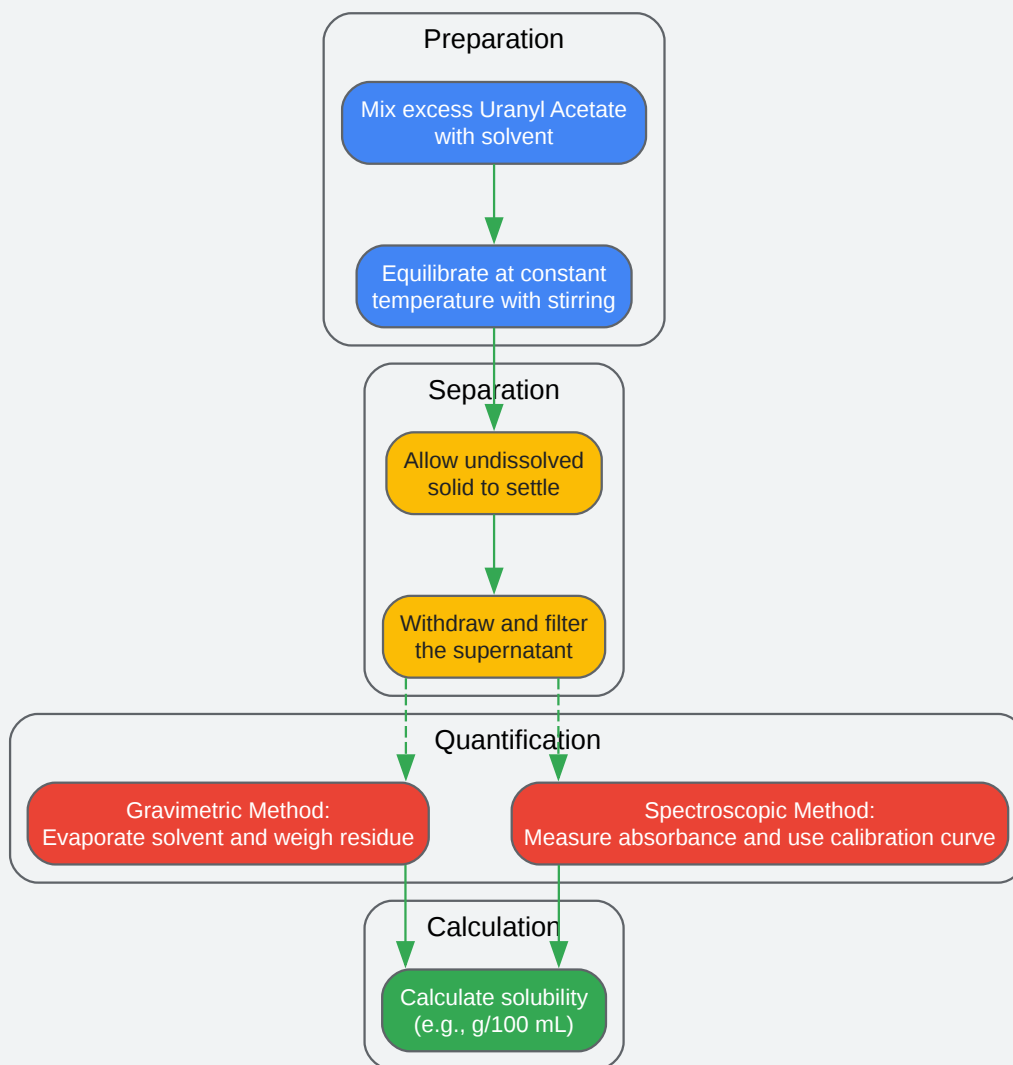 Preparation
Mix excess Uranyl Acetate
with solvent
Equilibrate at constant
temperature with stirring
Separation
Allow undissolved
solid to settle
Withdraw and filter
the supernatant
Quantification
Gravimetric Method:
Evaporate solvent and weigh residue
Spectroscopic Method:
Measure absorbance and use calibration curve
Calculation
Calculate solubility
(e.g., g/100 mL)